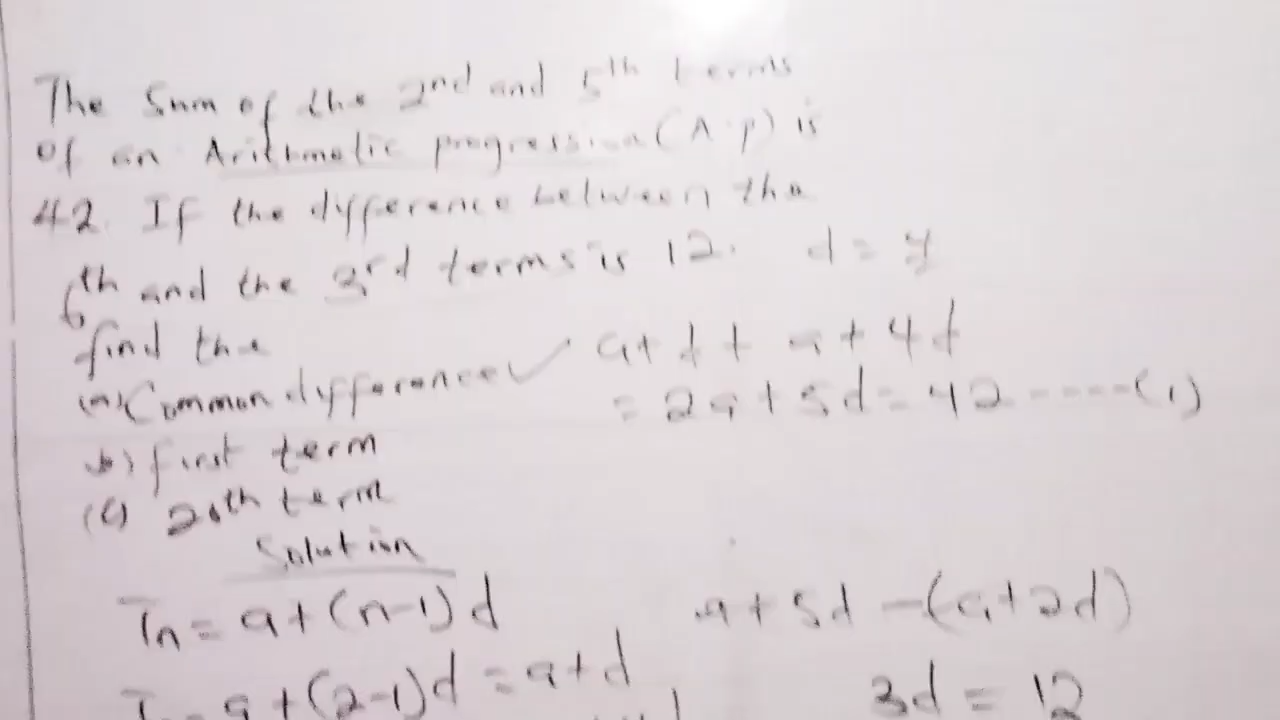 The Sum of the 2nd and 5th terms
of an Arithmetic progression (A.p) is
42. If the difference between the
6th and the 3rd terms is 12. d = 4
find the
(a) Common difference ✓ a + d + a + 4d
= 2a + 5d = 42 ---- (1)
(b) first term
(c) 20th term
Solution
Tn = a + (n-1)d
a + 5d - (a + 2d)
a + (2-1)d = a + d
3d = 12